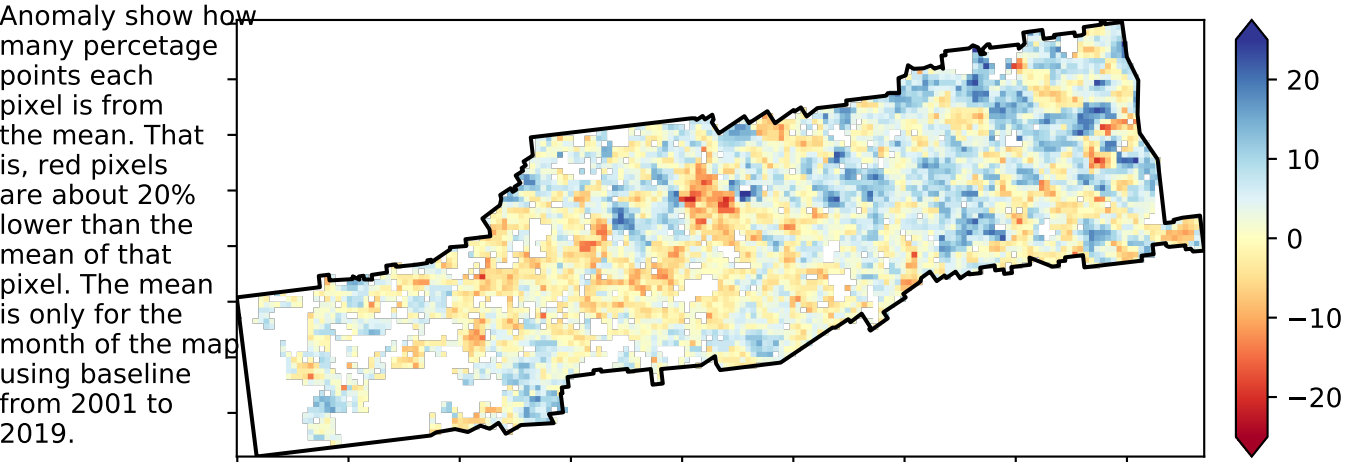 Anomaly show how
many percetage
points each
pixel is from
the mean. That
is, red pixels
are about 20%
lower than the
mean of that
pixel. The mean
is only for the
month of the map
using baseline
from 2001 to
2019.
20
10
0
−10
−20